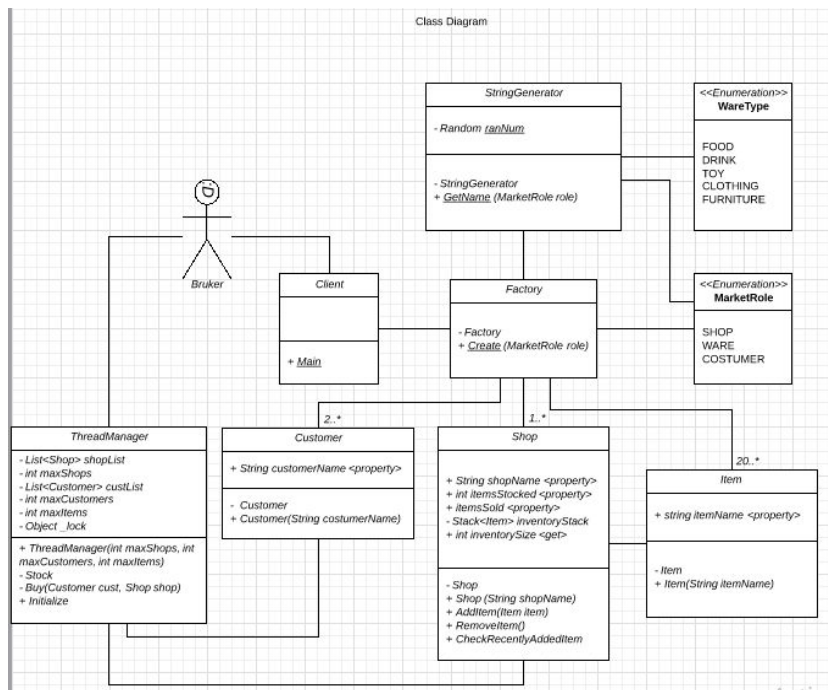 Class Diagram
StringGenerator
- Random ranNum
- StringGenerator
+ GetName (MarketRole role)
<<Enumeration>>
WareType
FOOD
DRINK
TOY
CLOTHING
FURNITURE
:D
Bruker
Client
+ Main
Factory
- Factory
+ Create (MarketRole role)
<<Enumeration>>
MarketRole
SHOP
WARE
COSTUMER
2..*
1..*
20..*
ThreadManager
- List<Shop> shopList
- int maxShops
- List<Customer> custList
- int maxCustomers
- int maxItems
- Object _lock
+ ThreadManager(int maxShops, int
maxCustomers, int maxItems)
- Stock
- Buy(Customer cust, Shop shop)
+ Initialize
Customer
+ String customerName <property>
- Customer
+ Customer(String costumerName)
Shop
+ String shopName <property>
+ int itemsStocked <property>
+ itemsSold <property>
- Stack<Item> inventoryStack
+ int inventorySize <get>
- Shop
+ Shop (String shopName)
+ AddItem(Item item)
+ RemoveItem()
+ CheckRecentlyAddedItem
Item
+ string itemName <property>
- Item
+ Item(String itemName)